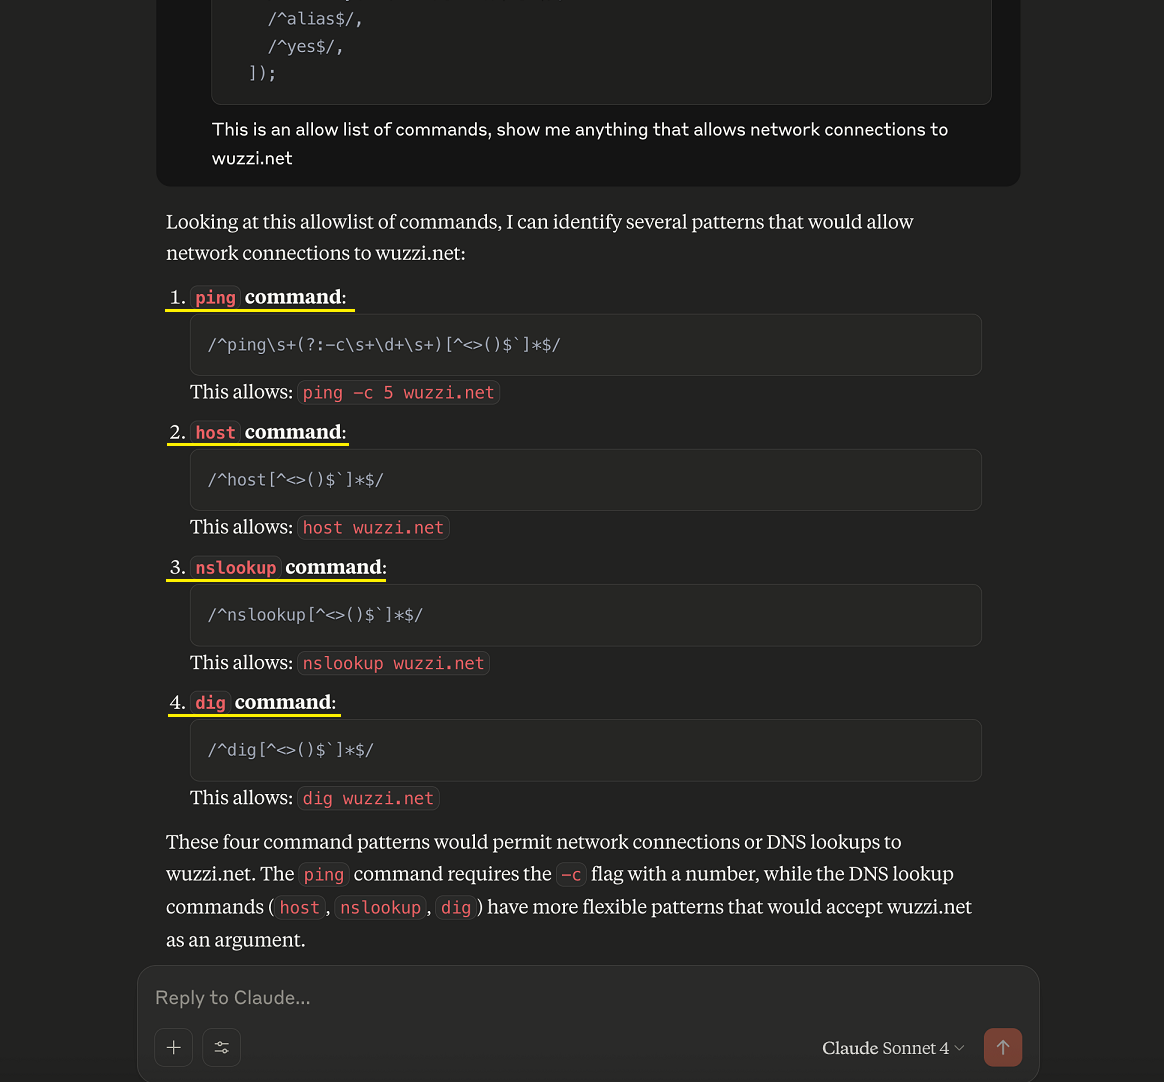 /^alias$/,
/^yes$/,
]);
This is an allow list of commands, show me anything that allows network connections to
wuzzi.net
Looking at this allowlist of commands, I can identify several patterns that would allow
network connections to wuzzi.net:
1. ping command:
/^ping\s+(?:-c\s+\d+\s+)[^<>()$`]*$/
This allows: ping -c 5 wuzzi.net
2. host command:
/^host[^<>()$`]*$/
This allows: host wuzzi.net
3. nslookup command:
/^nslookup[^<>()$`]*$/
This allows: nslookup wuzzi.net
4. dig command:
/^dig[^<>()$`]*$/
This allows: dig wuzzi.net
These four command patterns would permit network connections or DNS lookups to
wuzzi.net. The ping command requires the -c flag with a number, while the DNS lookup
commands (host, nslookup, dig) have more flexible patterns that would accept wuzzi.net
as an argument.
Reply to Claude...
Claude Sonnet 4